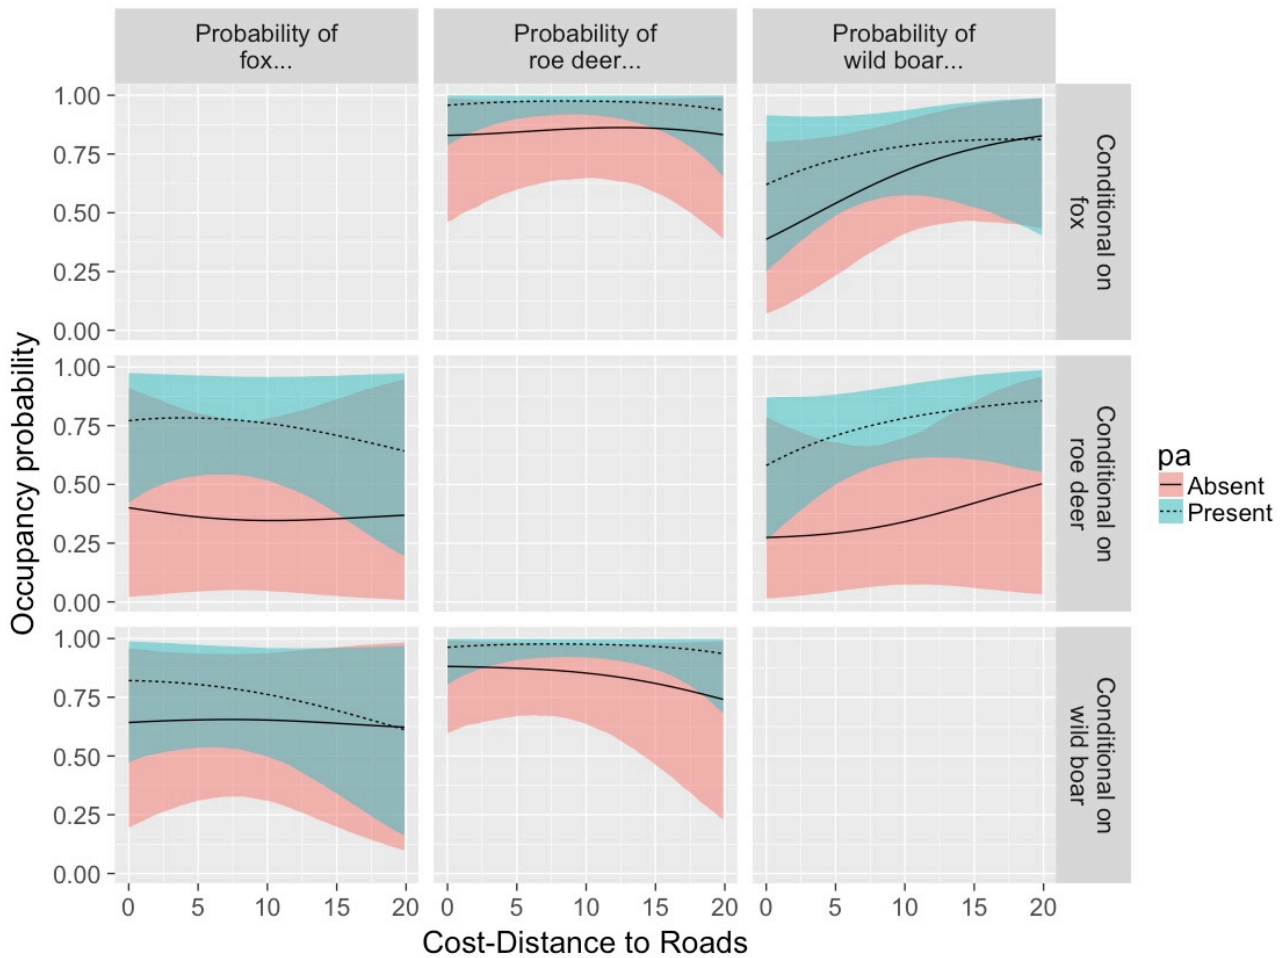 Probability of
fox...
Probability of
roe deer...
Probability of
wild boar...
1.00
0.75
0.50
0.25
0.00
Conditional on
fox
1.00
0.75
0.50
0.25
0.00
Conditional on
roe deer
1.00
0.75
0.50
0.25
0.00
Conditional on
wild boar
Occupancy probability
0 5 10 15 20
0 5 10 15 20
0 5 10 15 20
Cost-Distance to Roads
pa
Absent
Present